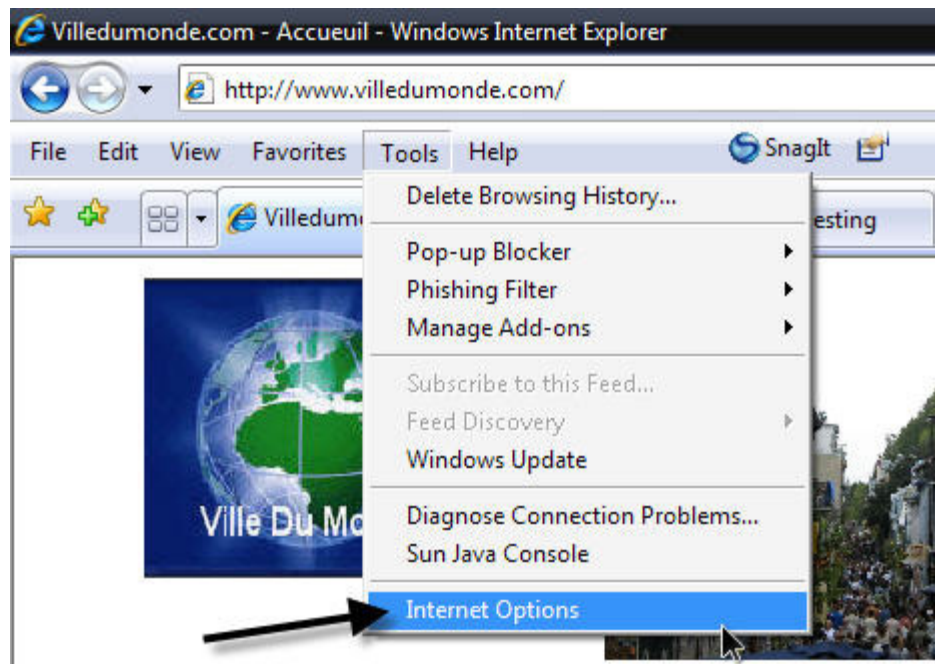 Villedumonde.com - Accueuil - Windows Internet Explorer
http://www.villedumonde.com/
File Edit View Favorites Tools Help SnagIt
Villedum esting
Delete Browsing History...
Pop-up Blocker
Phishing Filter
Manage Add-ons
Subscribe to this Feed...
Feed Discovery
Windows Update
Diagnose Connection Problems...
Sun Java Console
Internet Options
Ville Du Mo